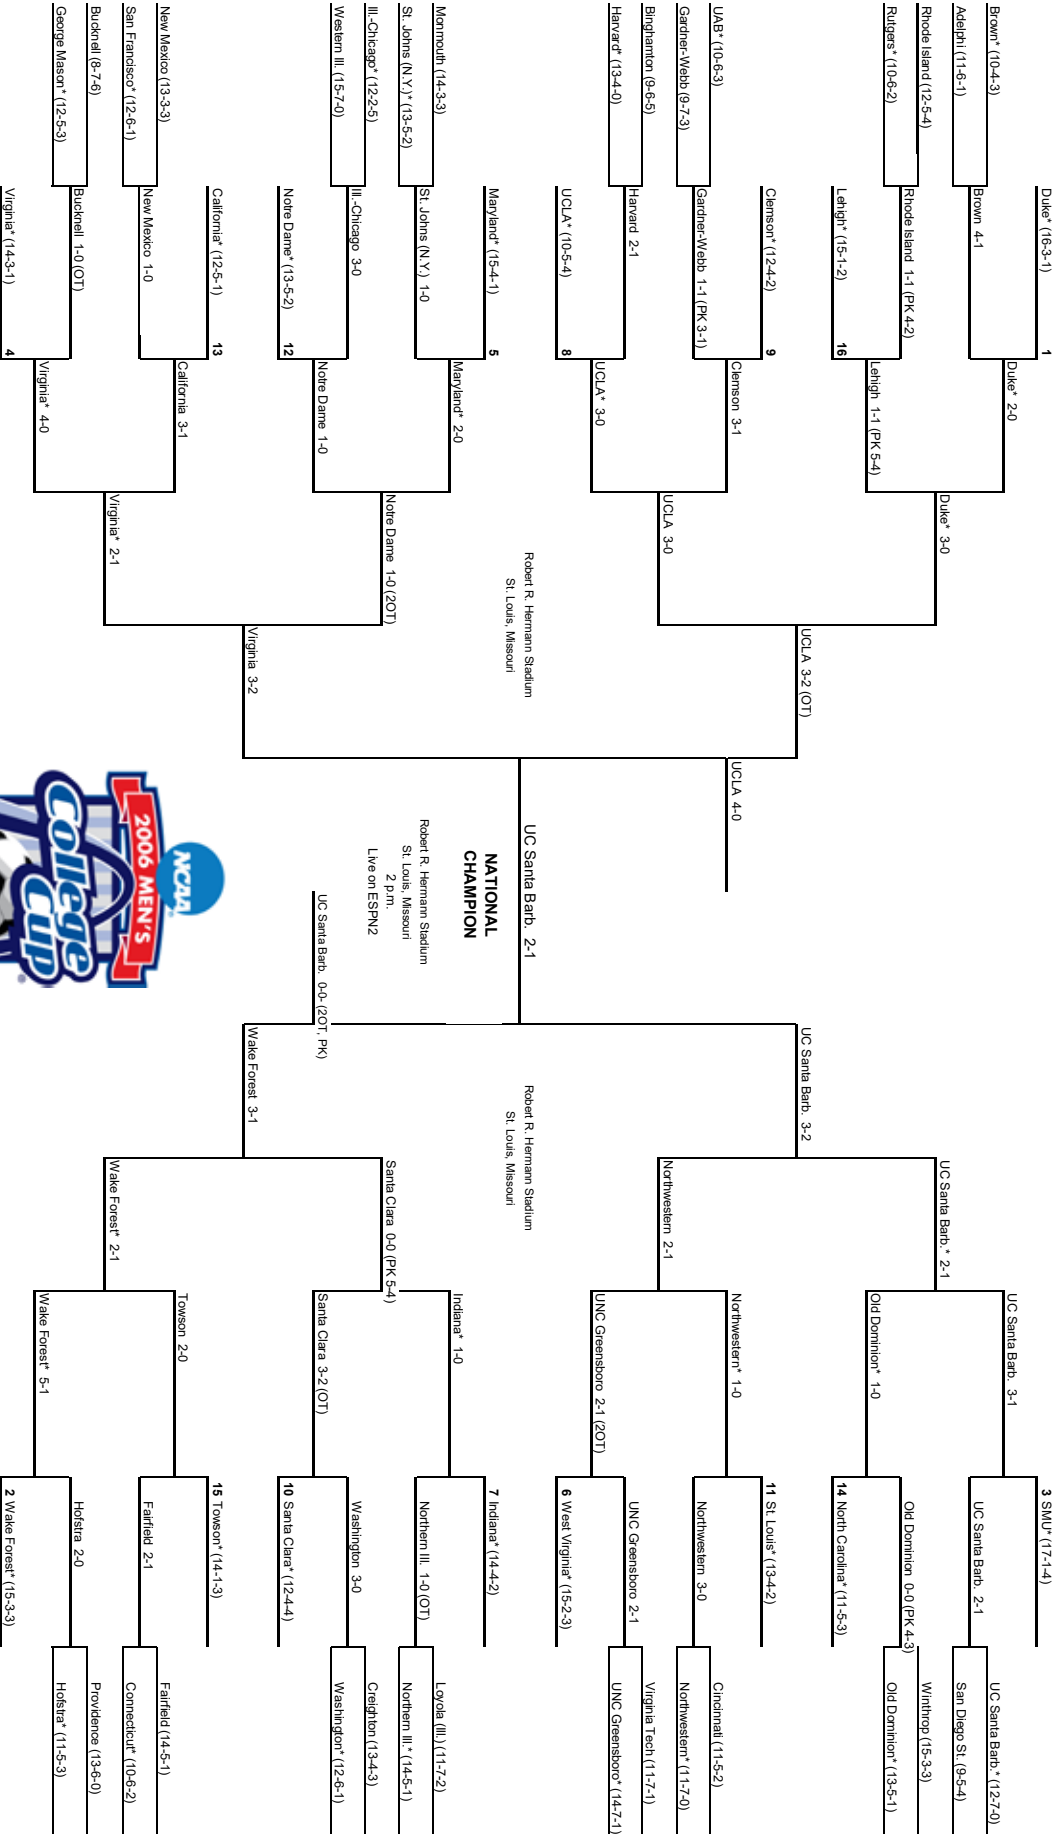 Brown* (10-4-3)
Adelphi (11-6-1)
Rhode Island (12-5-4)
Rutgers* (10-6-2)
UAB* (10-6-3)
Gardner-Webb (9-7-3)
Binghamton (9-6-5)
Harvard* (13-4-0)
Monmouth (14-3-3)
St. Johns (N.Y.)* (13-5-2)
Ill.-Chicago* (12-2-5)
Western Ill. (15-7-0)
New Mexico (13-3-3)
San Francisco* (12-6-1)
Bucknell (8-7-6)
George Mason* (12-5-3)
Duke* (16-3-1)
1
Brown 4-1
Rhode Island 1-1 (PK 4-2)
Lehigh* (15-1-2)
16
Clemson* (12-4-2)
9
Gardner-Webb 1-1 (PK 3-1)
Harvard 2-1
UCLA* (10-5-4)
8
Maryland* (15-4-1)
5
St. Johns (N.Y.) 1-0
Ill.-Chicago 3-0
Notre Dame* (13-5-2)
12
California* (12-5-1)
13
New Mexico 1-0
Bucknell 1-0 (OT)
Virginia* (14-3-1)
4
Duke* 2-0
Lehigh 1-1 (PK 5-4)
Clemson 3-1
UCLA* 3-0
Maryland* 2-0
Notre Dame 1-0
California 3-1
Virginia* 4-0
Duke* 3-0
UCLA 3-0
Notre Dame 1-0 (2OT)
Virginia* 2-1
Robert R. Hermann Stadium
St. Louis, Missouri
UCLA 3-2 (OT)
Virginia 3-2
UCLA 4-0
UC Santa Barb. 2-1
NATIONAL
CHAMPION
Robert R. Hermann Stadium
St. Louis, Missouri
2 p.m.
Live on ESPN2
UC Santa Barb. 0-0- (2OT, PK)
NCAA
2006 MEN'S
College
Cup
UC Santa Barb. 3-2
Wake Forest 3-1
Robert R. Hermann Stadium
St. Louis, Missouri
UC Santa Barb.* 2-1
Northwestern 2-1
Santa Clara 0-0 (PK 5-4)
Wake Forest* 2-1
UC Santa Barb. 3-1
Old Dominion* 1-0
Northwestern* 1-0
UNC Greensboro 2-1 (2OT)
Indiana* 1-0
Santa Clara 3-2 (OT)
Towson 2-0
Wake Forest* 5-1
3 SMU* (17-1-4)
UC Santa Barb. 2-1
Old Dominion 0-0 (PK 4-3)
14 North Carolina* (11-5-3)
11 St. Louis* (13-4-2)
Northwestern 3-0
UNC Greensboro 2-1
6 West Virginia* (15-2-3)
7 Indiana* (14-4-2)
Northern Ill. 1-0 (OT)
Washington 3-0
10 Santa Clara* (12-4-4)
15 Towson* (14-1-3)
Fairfield 2-1
Hofstra 2-0
2 Wake Forest* (15-3-3)
UC Santa Barb.* (12-7-0)
San Diego St. (9-5-4)
Winthrop (15-3-3)
Old Dominion* (13-5-1)
Cincinnati (11-5-2)
Northwestern* (11-7-0)
Virginia Tech (11-7-1)
UNC Greensboro* (14-7-1)
Loyola (Ill.) (11-7-2)
Northern Ill.* (14-5-1)
Creighton (13-4-3)
Washington* (12-6-1)
Fairfield (14-5-1)
Connecticut* (10-6-2)
Providence (13-6-0)
Hofstra* (11-5-3)